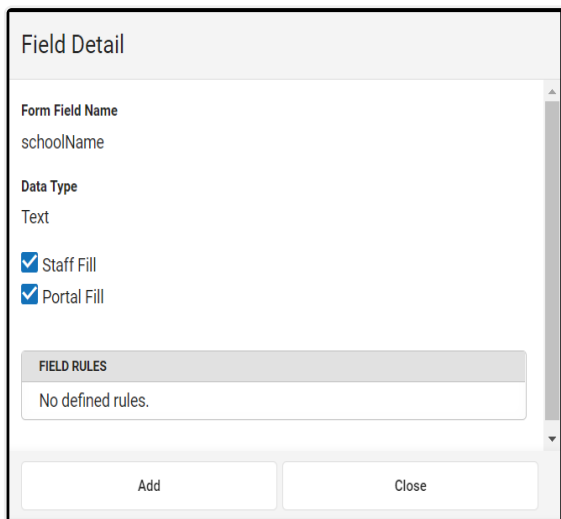 Field Detail
Form Field Name
schoolName
Data Type
Text
Staff Fill
Portal Fill
FIELD RULES
No defined rules.
Add Close